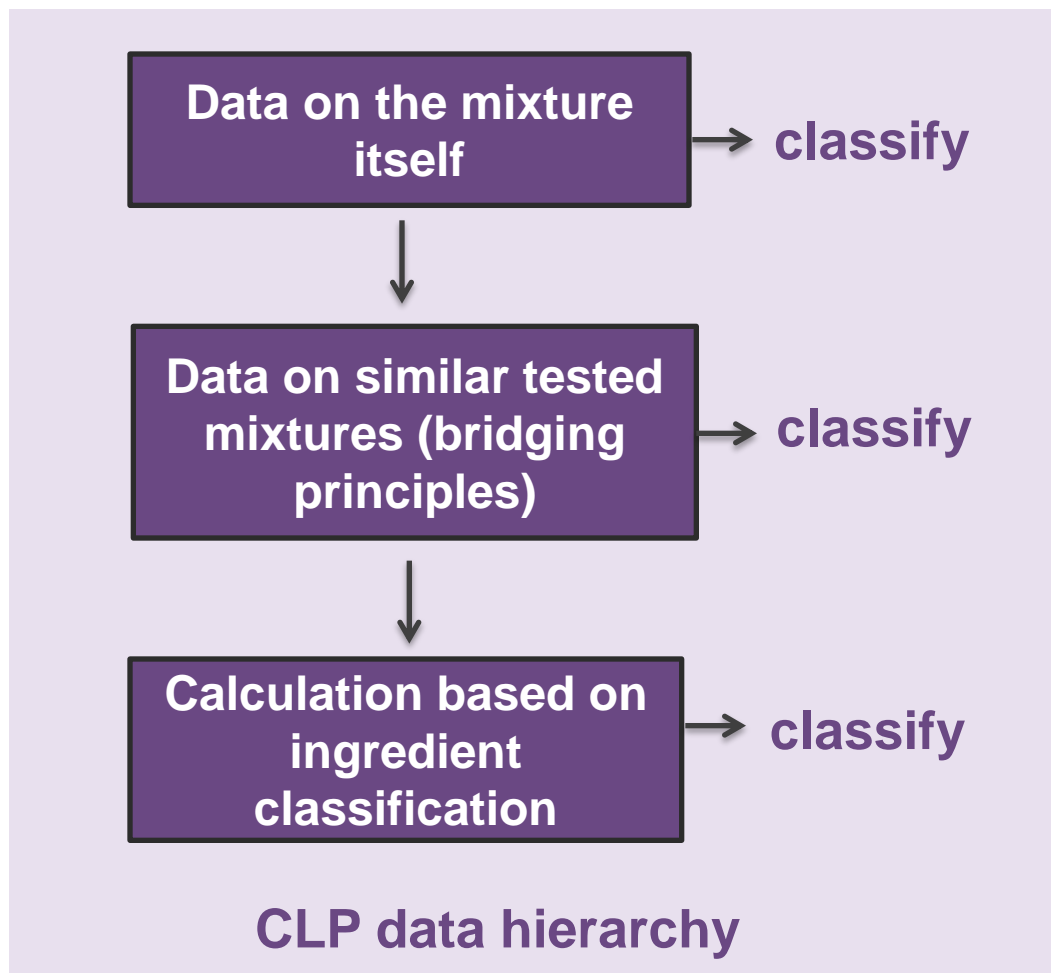 Data on the mixture
itself
classify
Data on similar tested
mixtures (bridging
principles)
classify
Calculation based on
ingredient
classification
classify
CLP data hierarchy